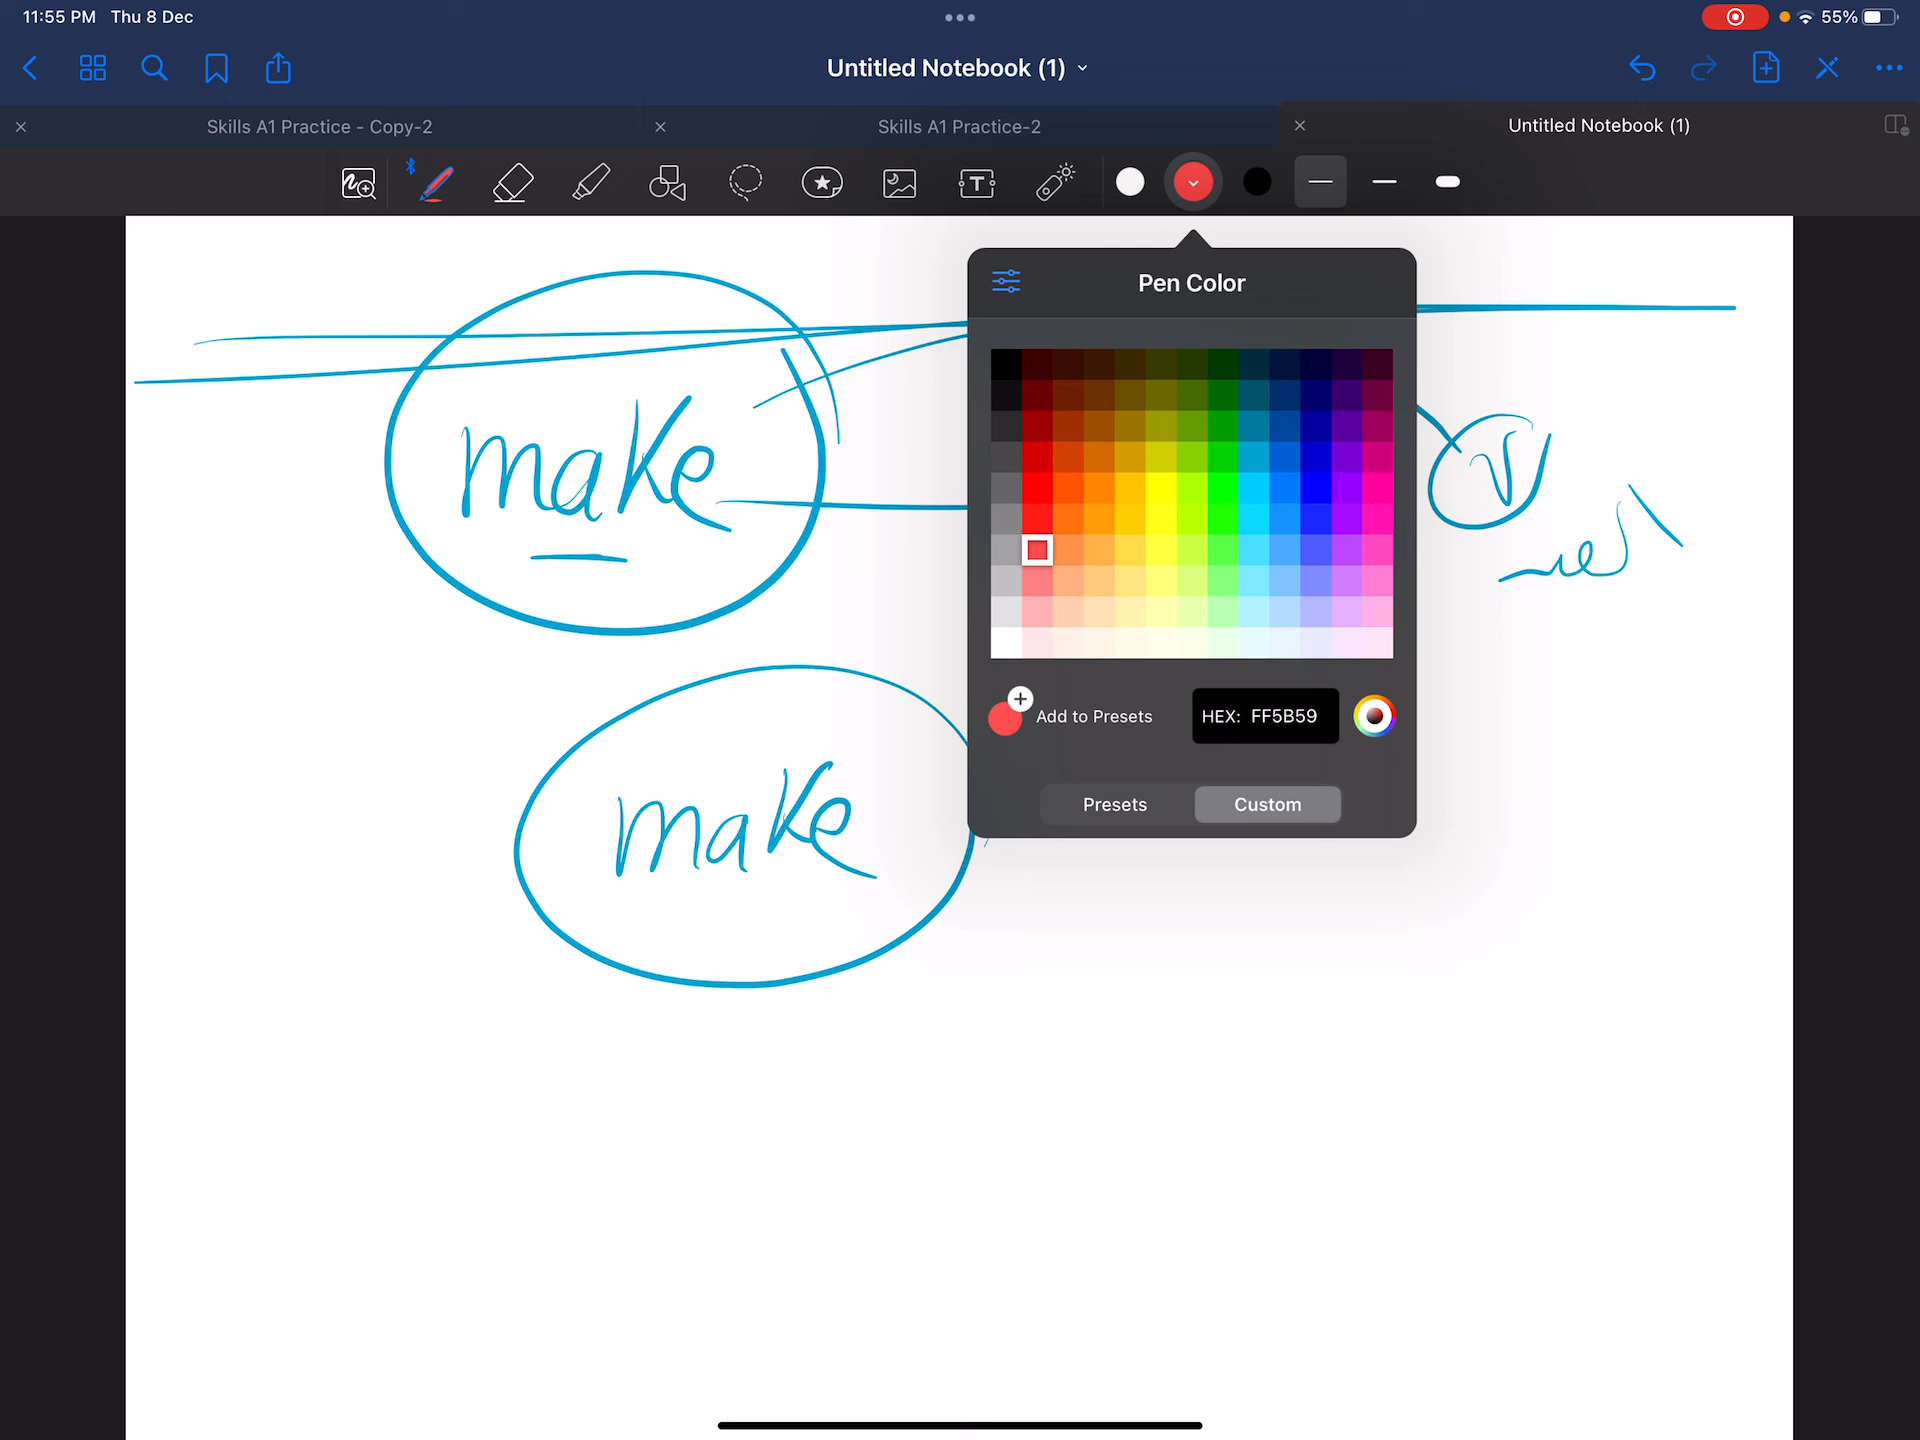 11:55 PM Thu 8 Dec
55%
Untitled Notebook (1)
Skills A1 Practice - Copy-2
Skills A1 Practice-2
Untitled Notebook (1)
Pen Color
make
make
Add to Presets
HEX: FF5B59
Presets
Custom